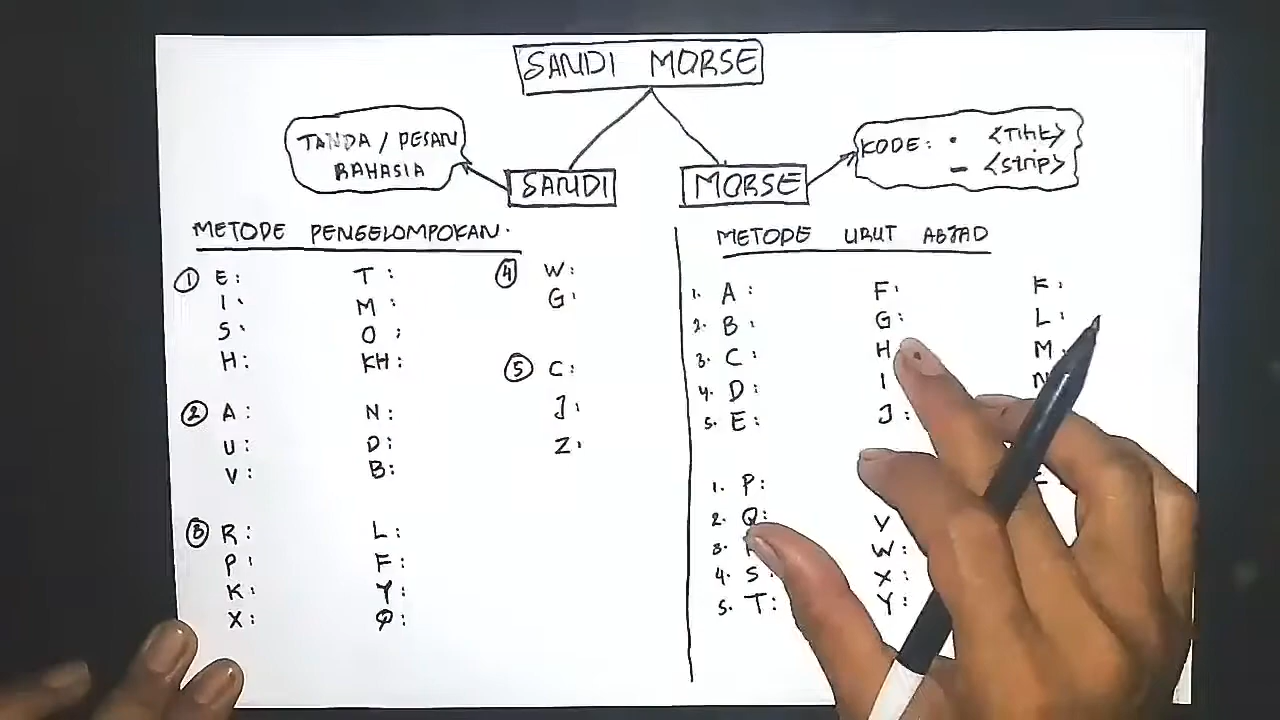 SANDI MORSE
TANDA / PESAN
RAHASIA
SANDI
MORSE
KODE: • <Titik>
– <strip>
METODE PENGELOMPOKAN.
① E: T:
I: M:
S: O:
H: KH:
② A: N:
U: D:
V: B:
③ R: L:
P: F:
K: Y:
X: Q:
④ W:
G:
⑤ C:
J:
Z:
METODE URUT ABJAD
1. A: F: K:
2. B: G: L:
3. C: H M.
4. D: I N
5. E: J:
1. P:
2. Q: V
3. W:
4. S: X:
5. T: Y: